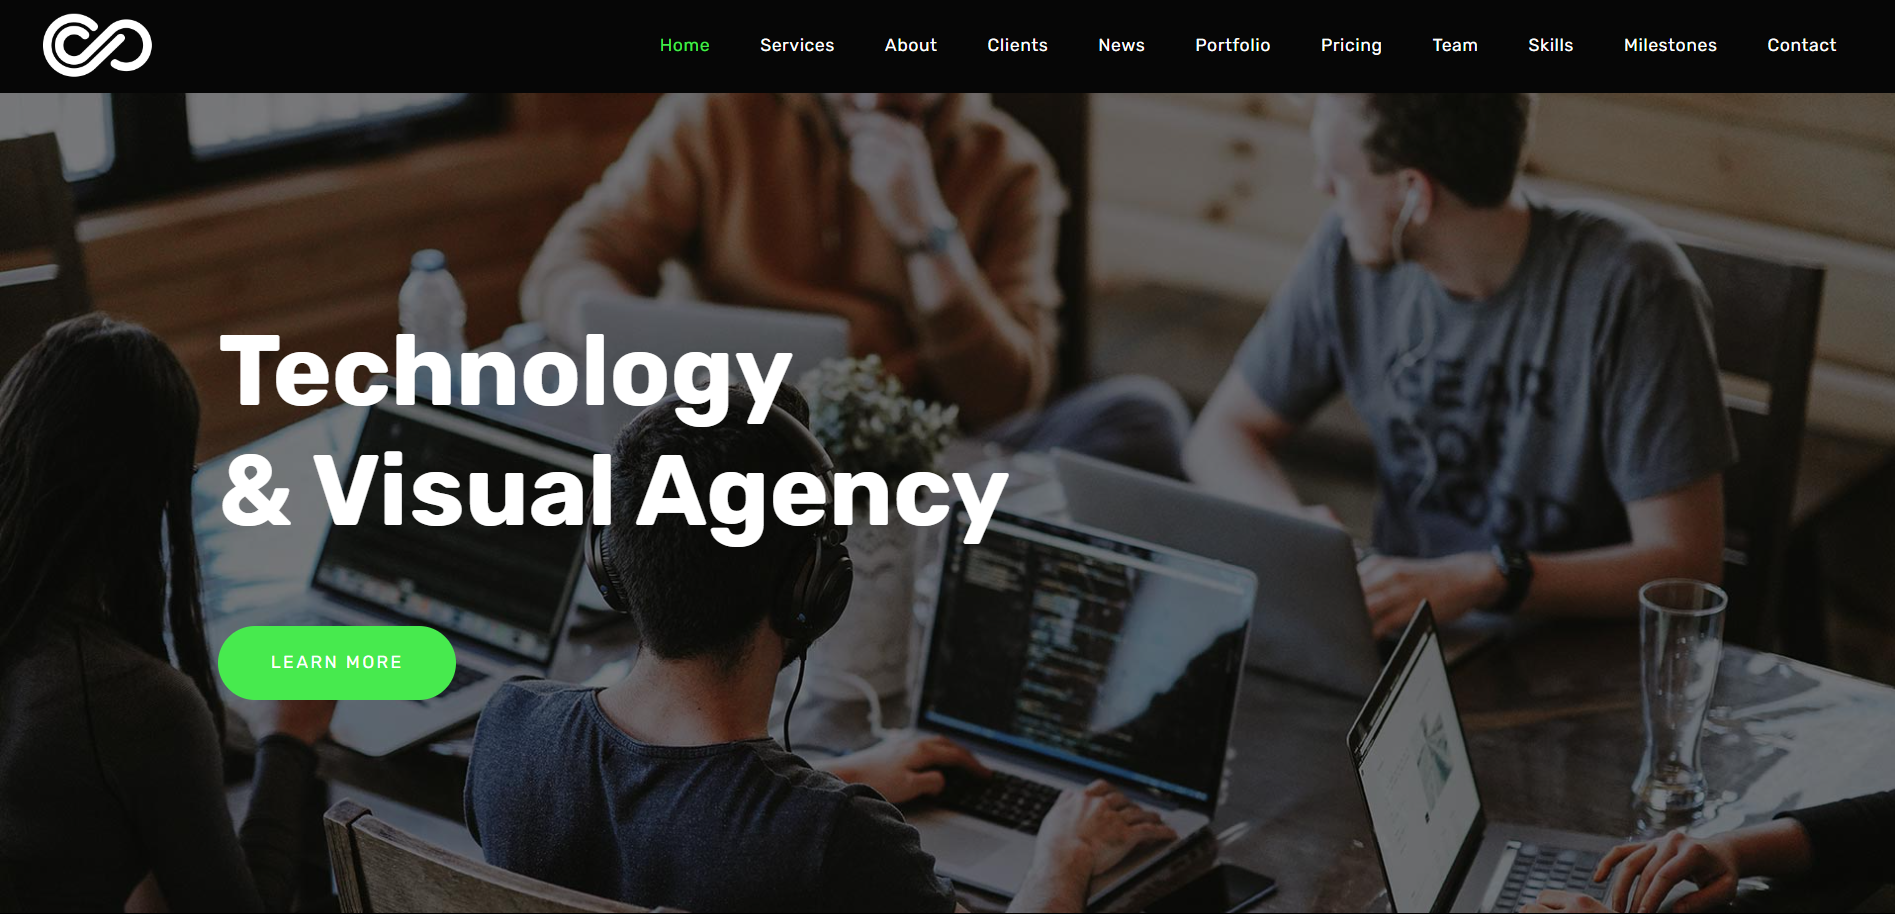 Home Services About Clients News Portfolio Pricing Team Skills Milestones Contact
Technology
& Visual Agency
LEARN MORE